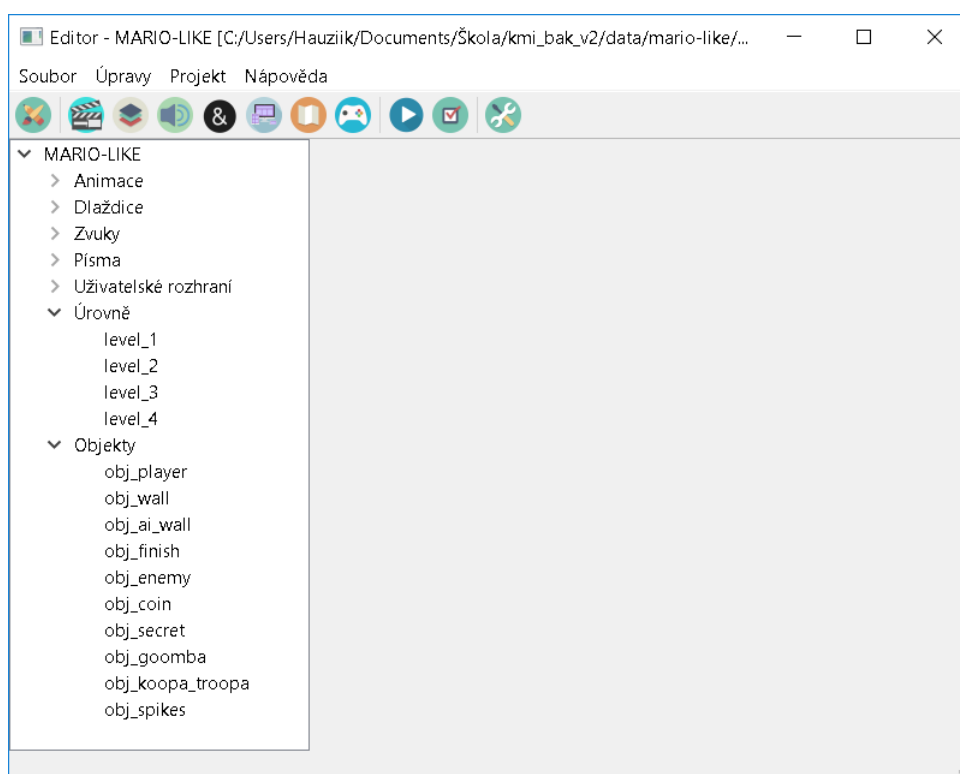 Editor - MARIO-LIKE [C:/Users/Hauziik/Documents/Škola/kmi_bak_v2/data/mario-like/...
Soubor Úpravy Projekt Nápověda
&
MARIO-LIKE
Animace
Dlaždice
Zvuky
Písma
Uživatelské rozhraní
Úrovně
level_1
level_2
level_3
level_4
Objekty
obj_player
obj_wall
obj_ai_wall
obj_finish
obj_enemy
obj_coin
obj_secret
obj_goomba
obj_koopa_troopa
obj_spikes